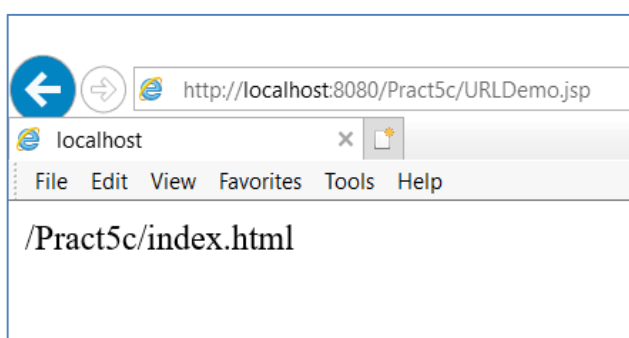 http://localhost:8080/Pract5c/URLDemo.jsp
localhost
File Edit View Favorites Tools Help
/Pract5c/index.html